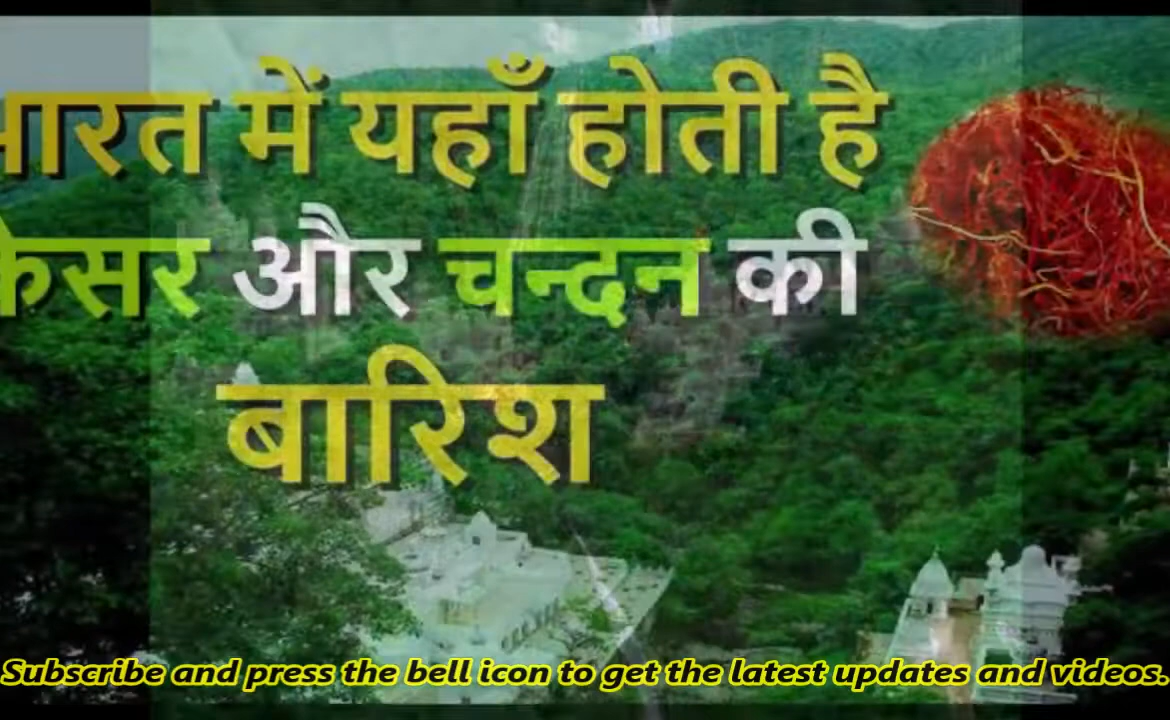 भारत में यहाँ होती है
केसर और चन्दन की
बारिश
Subscribe and press the bell icon to get the latest updates and videos.